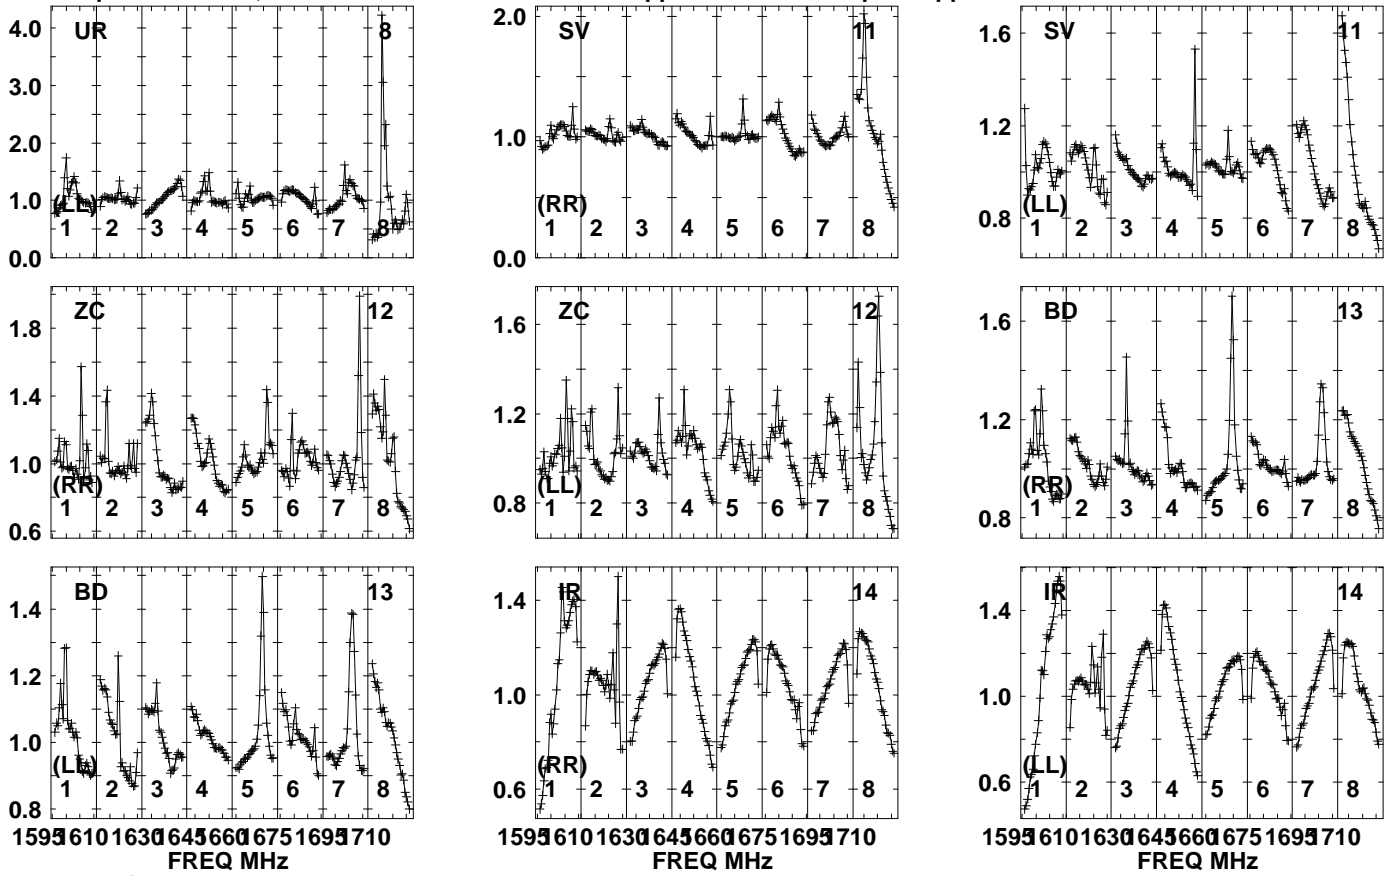 4.0 UR 8
3.0
2.0
1.0
(LL)
1 2 3 4 5 6 7 8
0.0
2.0 SV 11
1.0
(RR)
1 2 3 4 5 6 7 8
0.0
SV 11
1.6
1.2
0.8
(LL)
1 2 3 4 5 6 7 8
ZC 12
1.8
1.4
1.0
(RR)
1 2 3 4 5 6 7 8
0.6
ZC 12
1.6
1.2
(LL)
0.8
1 2 3 4 5 6 7 8
BD 13
1.6
1.2
(RR)
0.8
1 2 3 4 5 6 7 8
BD 13
1.4
1.2
1.0
(LL)
1 2 3 4 5 6 7 8
0.8
1595 1610 1630 1645 1660 1675 1695 1710
FREQ MHz
IR 14
1.4
1.0
(RR)
0.6
1 2 3 4 5 6 7 8
1595 1610 1630 1645 1660 1675 1695 1710
FREQ MHz
IR 14
1.4
1.0
(LL)
0.6
1 2 3 4 5 6 7 8
1595 1610 1630 1645 1660 1675 1695 1710
FREQ MHz